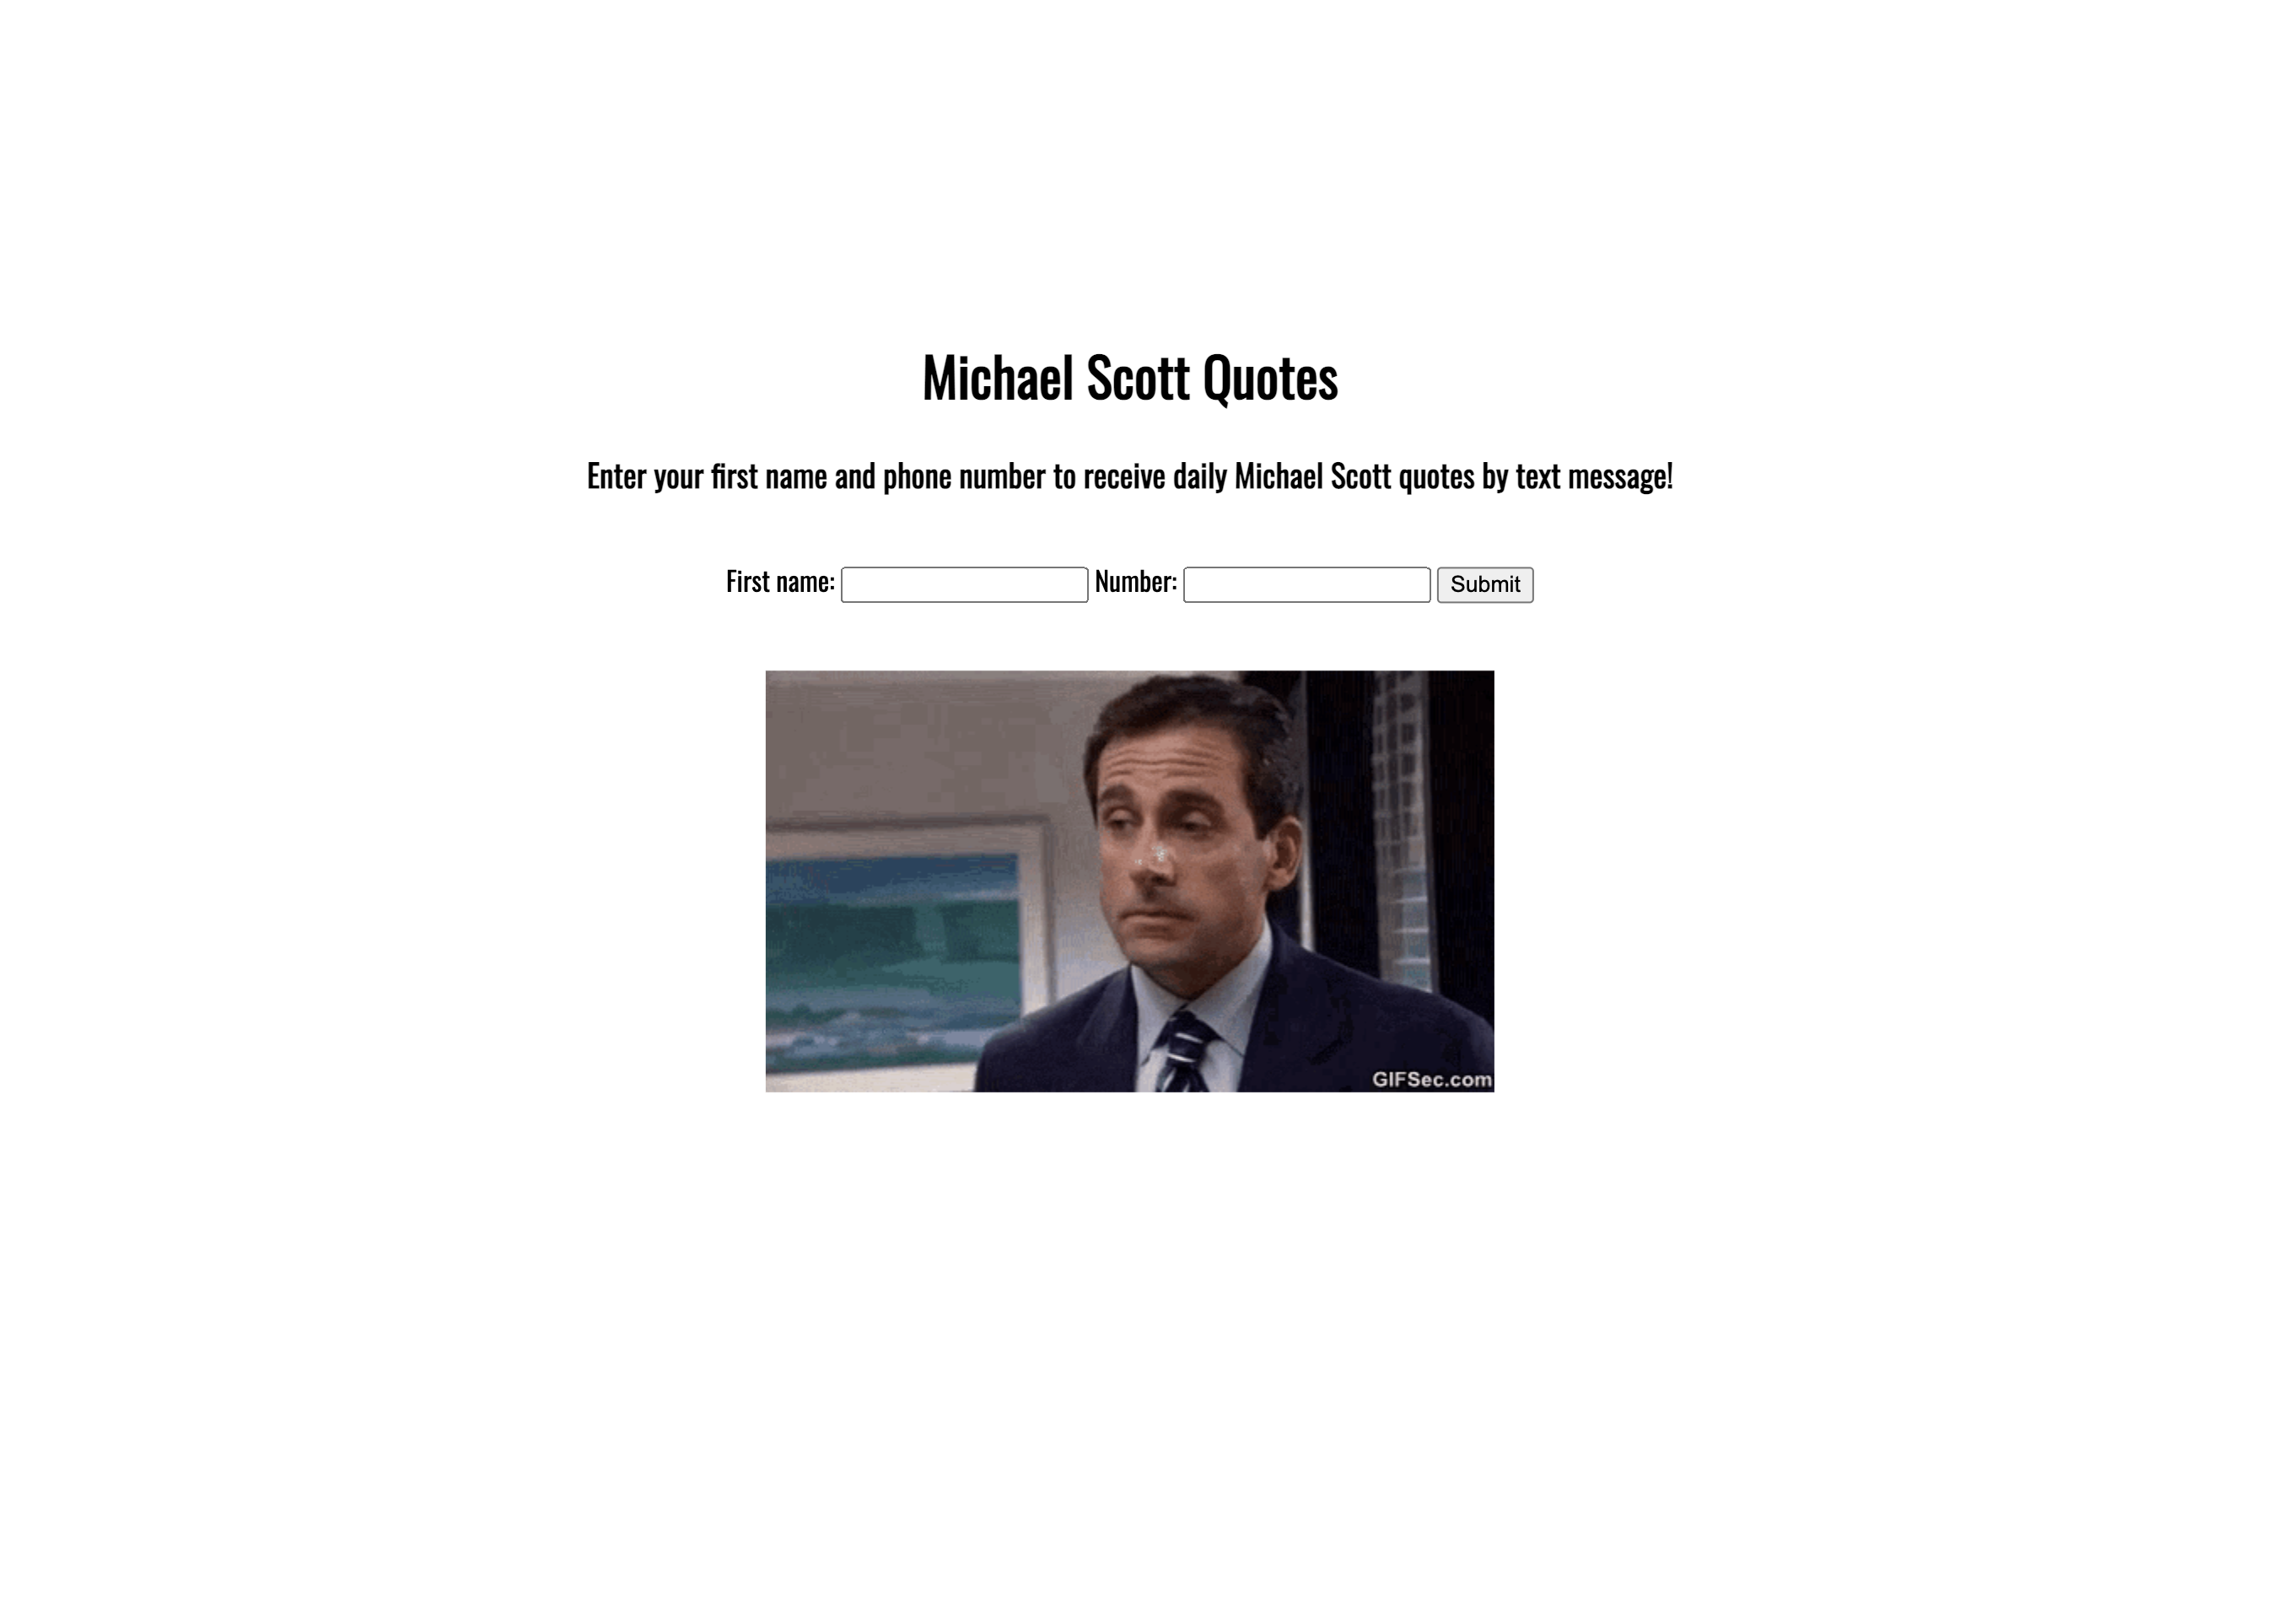 Michael Scott Quotes
Enter your first name and phone number to receive daily Michael Scott quotes by text message!
First name: Number: Submit
GIFSec.com